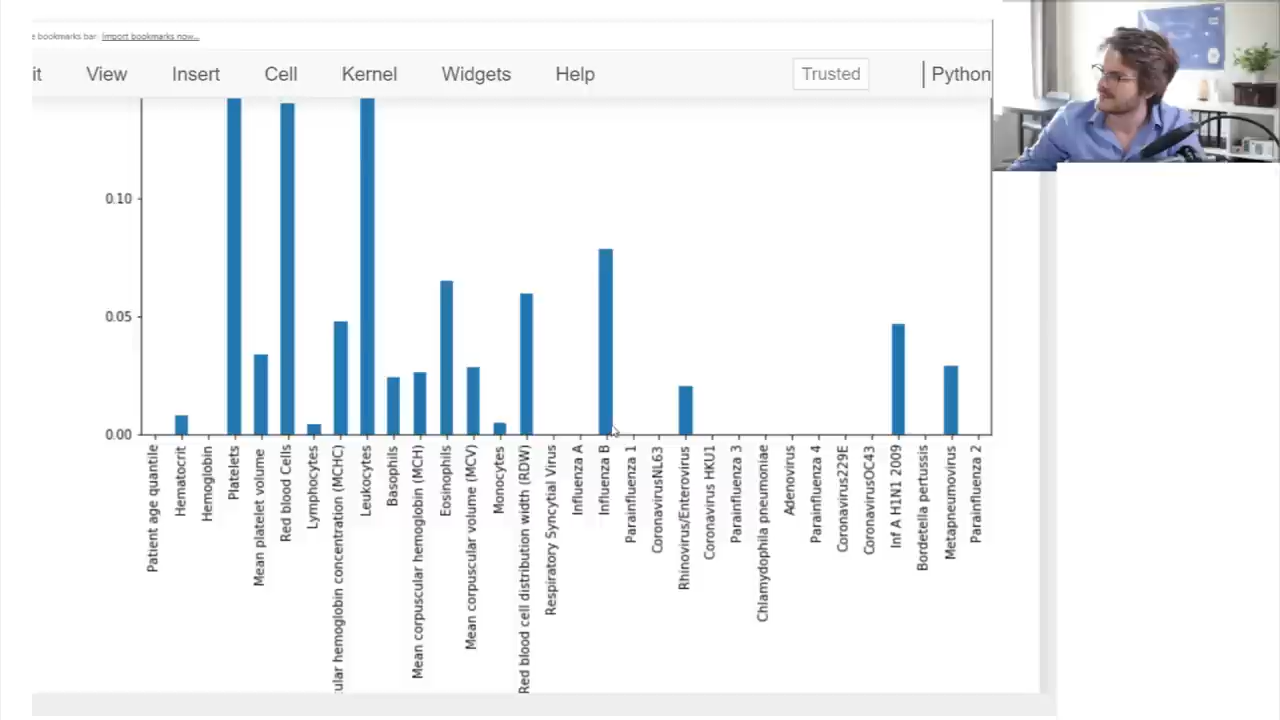 e bookmarks bar. Import bookmarks now...
it View Insert Cell Kernel Widgets Help Trusted Python
0.10
0.05
0.00
Patient age quantile
Hematocrit
Hemoglobin
Platelets
Mean platelet volume
Red blood Cells
Lymphocytes
ular hemoglobin concentration (MCHC)
Leukocytes
Basophils
Mean corpuscular hemoglobin (MCH)
Eosinophils
Mean corpuscular volume (MCV)
Monocytes
Red blood cell distribution width (RDW)
Respiratory Syncytial Virus
Influenza A
Influenza B
Parainfluenza 1
CoronavirusNL63
Rhinovirus/Enterovirus
Coronavirus HKU1
Parainfluenza 3
Chlamydophila pneumoniae
Adenovirus
Parainfluenza 4
Coronavirus229E
CoronavirusOC43
Inf A H1N1 2009
Bordetella pertussis
Metapneumovirus
Parainfluenza 2